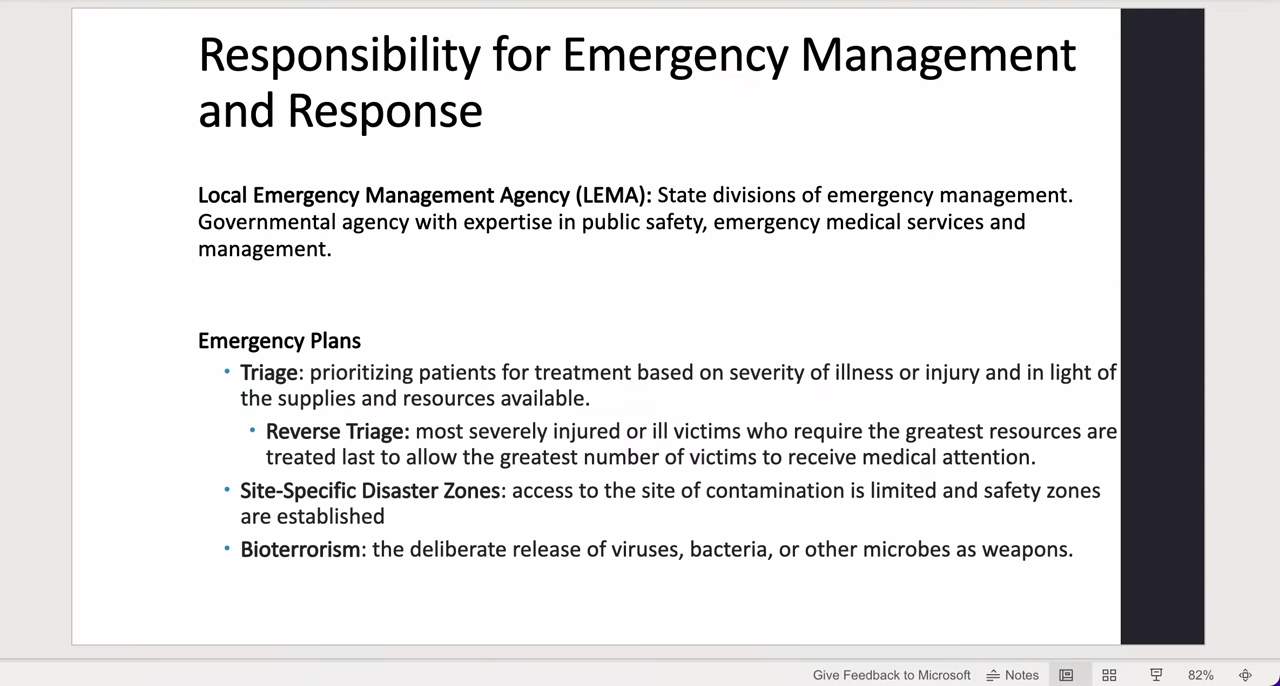 Responsibility for Emergency Management
and Response
Local Emergency Management Agency (LEMA): State divisions of emergency management.
Governmental agency with expertise in public safety, emergency medical services and
management.
Emergency Plans
• Triage: prioritizing patients for treatment based on severity of illness or injury and in light of
the supplies and resources available.
• Reverse Triage: most severely injured or ill victims who require the greatest resources are
treated last to allow the greatest number of victims to receive medical attention.
• Site-Specific Disaster Zones: access to the site of contamination is limited and safety zones
are established
• Bioterrorism: the deliberate release of viruses, bacteria, or other microbes as weapons.
Give Feedback to Microsoft Notes 82%